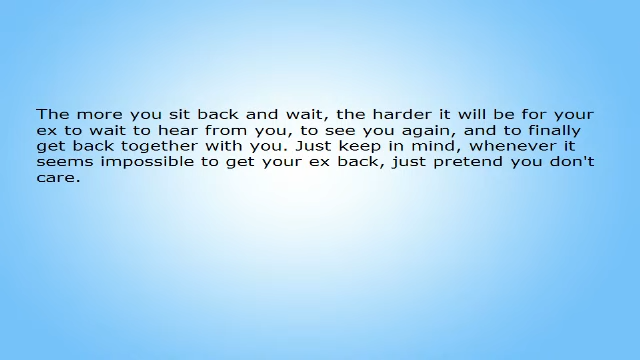 The more you sit back and wait, the harder it will be for your
ex to wait to hear from you, to see you again, and to finally
get back together with you. Just keep in mind, whenever it
seems impossible to get your ex back, just pretend you don't
care.